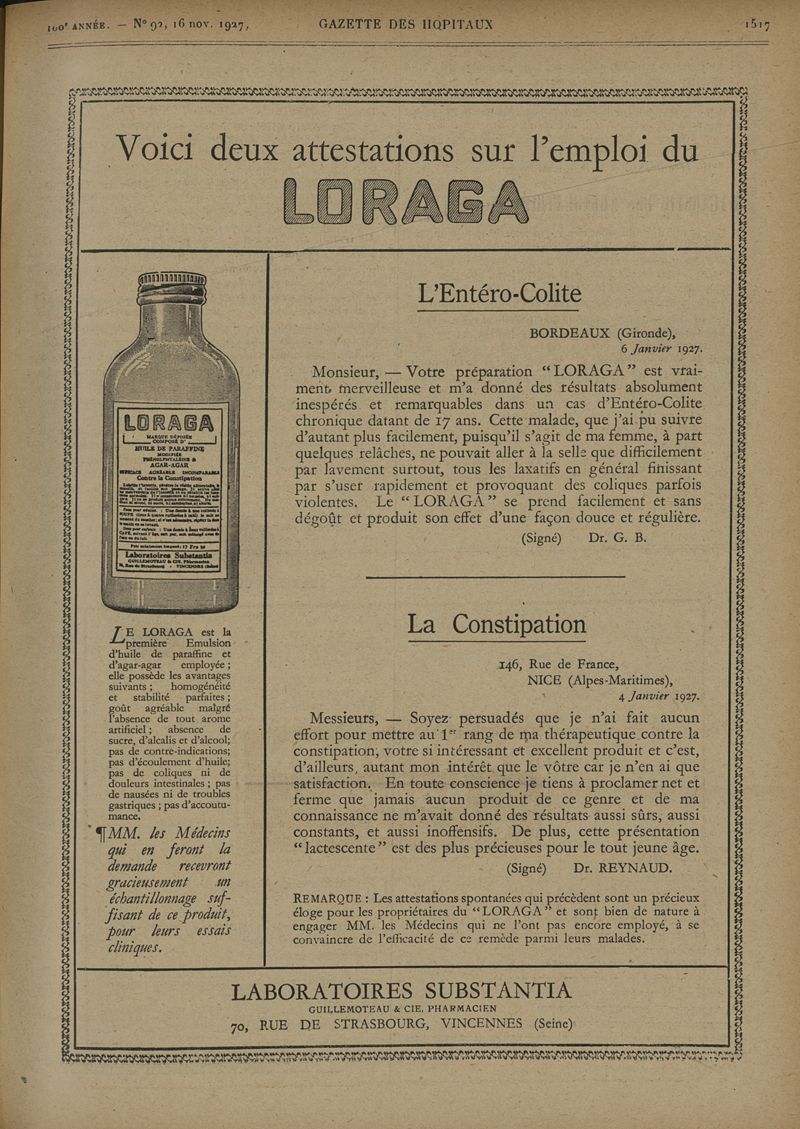 100e ANNÉE. — N° 92, 16 nov. 1927,
GAZETTE DES HOPITAUX
1517
Voici deux attestations sur l'emploi du
LORAGA
LORAGA
MARQUE DÉPOSÉE
COMPOSÉ D'
HUILE DE PARAFFINE
PHÉNOLPHTALÉINE &
AGAR-AGAR
EFFICACE AGRÉABLE INCOMPARABLE
Contre la Constipation
Laboratoires Substantia
GUILLEMOTEAU & CIE, Pharmacien
70, Rue de Strasbourg - VINCENNES (Seine)
LE LORAGA est la
première Emulsion
d'huile de paraffine et
d'agar-agar employée ;
elle possède les avantages
suivants ; homogénéité
et stabilité parfaites ;
goût agréable malgré
l'absence de tout arome
artificiel ; absence de
sucre, d'alcalis et d'alcool;
pas de contre-indications;
pas d'écoulement d'huile;
pas de coliques ni de
douleurs intestinales ; pas
de nausées ni de troubles
gastriques ; pas d'accoutu-
mance.
¶ MM. les Médecins
qui en feront la
demande recevront
gracieusement un
échantillonnage suf-
fisant de ce produit,
pour leurs essais
cliniques.
L'Entéro-Colite
BORDEAUX (Gironde),
6 Janvier 1927.
Monsieur, — Votre préparation "LORAGA" est vrai-
ment merveilleuse et m'a donné des résultats absolument
inespérés et remarquables dans un cas d'Entéro-Colite
chronique datant de 17 ans. Cette malade, que j'ai pu suivre
d'autant plus facilement, puisqu'il s'agit de ma femme, à part
quelques relâches, ne pouvait aller à la selle que difficilement
par lavement surtout, tous les laxatifs en général finissant
par s'user rapidement et provoquant des coliques parfois
violentes. Le "LORAGA" se prend facilement et sans
dégoût et produit son effet d'une façon douce et régulière.
(Signé) Dr. G. B.
La Constipation
146, Rue de France,
NICE (Alpes-Maritimes),
4 Janvier 1927.
Messieurs, — Soyez persuadés que je n'ai fait aucun
effort pour mettre au 1er rang de ma thérapeutique contre la
constipation, votre si intéressant et excellent produit et c'est,
d'ailleurs, autant mon intérêt que le vôtre car je n'en ai que
satisfaction. En toute conscience je tiens à proclamer net et
ferme que jamais aucun produit de ce genre et de ma
connaissance ne m'avait donné des résultats aussi sûrs, aussi
constants, et aussi inoffensifs. De plus, cette présentation
"lactescente" est des plus précieuses pour le tout jeune âge.
(Signé) Dr. REYNAUD.
REMARQUE : Les attestations spontanées qui précèdent sont un précieux
éloge pour les propriétaires du "LORAGA" et sont bien de nature à
engager MM. les Médecins qui ne l'ont pas encore employé, à se
convaincre de l'efficacité de ce remède parmi leurs malades.
LABORATOIRES SUBSTANTIA
GUILLEMOTEAU & CIE, PHARMACIEN
70, RUE DE STRASBOURG, VINCENNES (Seine)